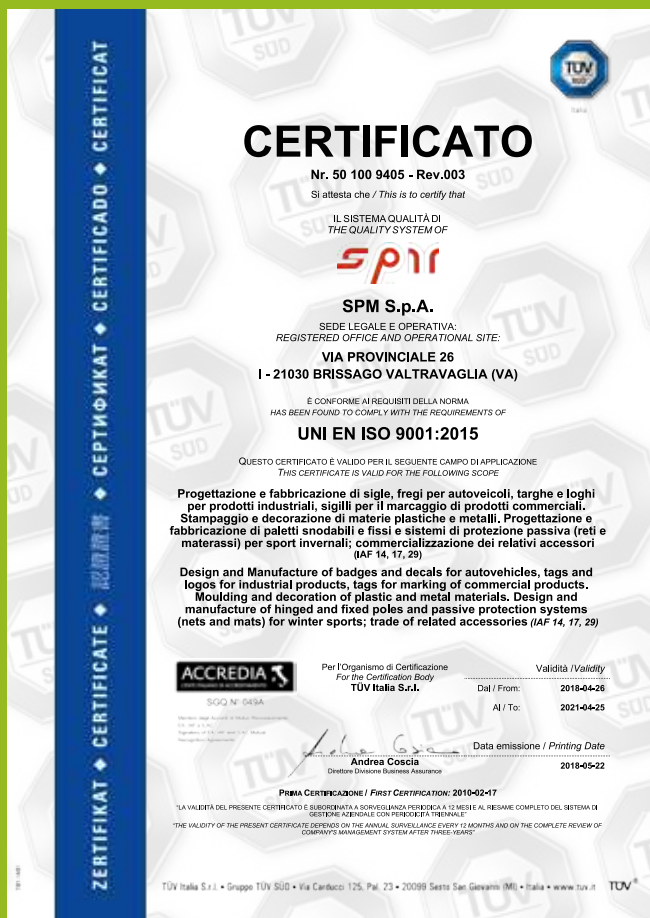 ZERTIFIKAT ◆ CERTIFICATE ◆ 認證證書 ◆ СЕРТИФИКАТ ◆ CERTIFICADO ◆ CERTIFICAT
TÜV
SÜD
Italia
CERTIFICATO
Nr. 50 100 9405 - Rev.003
Si attesta che / This is to certify that
IL SISTEMA QUALITÀ DI
THE QUALITY SYSTEM OF
spm
SPM S.p.A.
SEDE LEGALE E OPERATIVA:
REGISTERED OFFICE AND OPERATIONAL SITE:
VIA PROVINCIALE 26
I - 21030 BRISSAGO VALTRAVAGLIA (VA)
È CONFORME AI REQUISITI DELLA NORMA
HAS BEEN FOUND TO COMPLY WITH THE REQUIREMENTS OF
UNI EN ISO 9001:2015
QUESTO CERTIFICATO È VALIDO PER IL SEGUENTE CAMPO DI APPLICAZIONE
THIS CERTIFICATE IS VALID FOR THE FOLLOWING SCOPE
Progettazione e fabbricazione di sigle, fregi per autoveicoli, targhe e loghi
per prodotti industriali, sigilli per il marcaggio di prodotti commerciali.
Stampaggio e decorazione di materie plastiche e metalli. Progettazione e
fabbricazione di paletti snodabili e fissi e sistemi di protezione passiva (reti e
materassi) per sport invernali; commercializzazione dei relativi accessori
(IAF 14, 17, 29)
Design and Manufacture of badges and decals for autovehicles, tags and
logos for industrial products, tags for marking of commercial products.
Moulding and decoration of plastic and metal materials. Design and
manufacture of hinged and fixed poles and passive protection systems
(nets and mats) for winter sports; trade of related accessories (IAF 14, 17, 29)
ACCREDIA
SGQ N° 049A
Per l'Organismo di Certificazione
For the Certification Body
TÜV Italia S.r.l.
Andrea Coscia
Direttore Divisione Business Assurance
Validità /Validity
Dal / From: 2018-04-26
Al / To: 2021-04-25
Data emissione / Printing Date
2018-05-22
PRIMA CERTIFICAZIONE / FIRST CERTIFICATION: 2010-02-17
"LA VALIDITÀ DEL PRESENTE CERTIFICATO È SUBORDINATA A SORVEGLIANZA PERIODICA A 12 MESI E AL RIESAME COMPLETO DEL SISTEMA DI
GESTIONE AZIENDALE CON PERIODICITÀ TRIENNALE"
"THE VALIDITY OF THE PRESENT CERTIFICATE DEPENDS ON THE ANNUAL SURVEILLANCE EVERY 12 MONTHS AND ON THE COMPLETE REVIEW OF
COMPANY'S MANAGEMENT SYSTEM AFTER THREE-YEARS"
TÜV Italia S.r.l. • Gruppo TÜV SÜD • Via Carducci 125, Pal. 23 • 20099 Sesto San Giovanni (MI) • Italia • www.tuv.it TÜV®